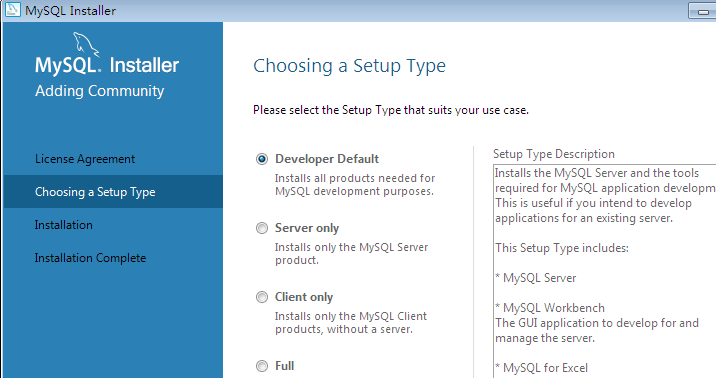 MySQL Installer
MySQL. Installer
Adding Community
License Agreement
Choosing a Setup Type
Installation
Installation Complete
Choosing a Setup Type
Please select the Setup Type that suits your use case.
Developer Default
Installs all products needed for
MySQL development purposes.
Server only
Installs only the MySQL Server
product.
Client only
Installs only the MySQL Client
products, without a server.
Full
Setup Type Description
Installs the MySQL Server and the tools
required for MySQL application developm
This is useful if you intend to develop
applications for an existing server.
This Setup Type includes:
* MySQL Server
* MySQL Workbench
The GUI application to develop for and
manage the server.
* MySQL for Excel